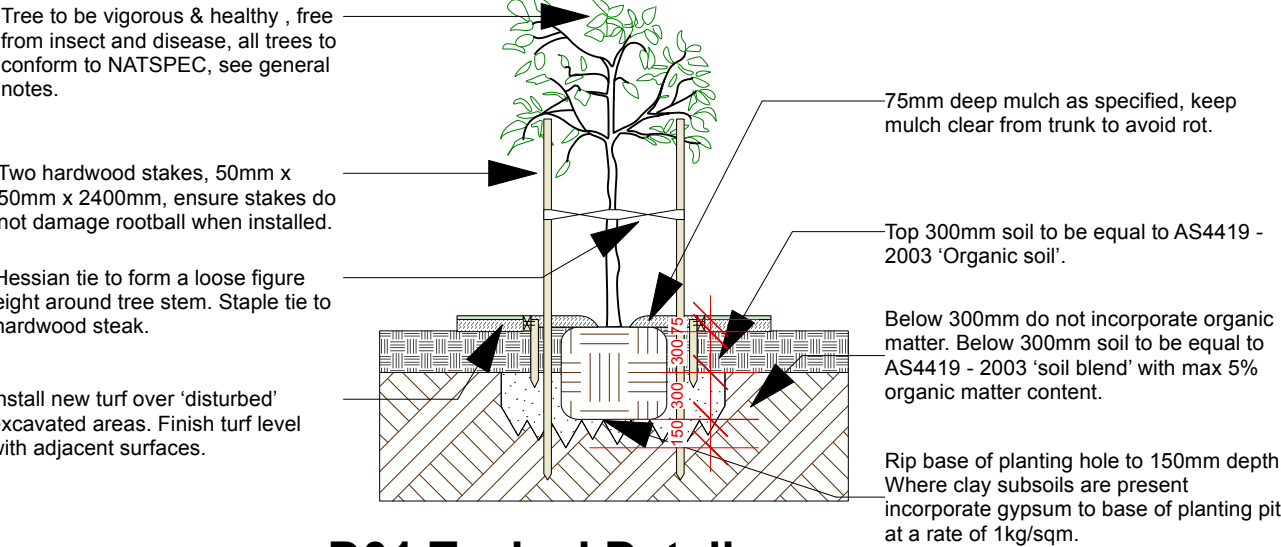 Tree to be vigorous & healthy , free
from insect and disease, all trees to
conform to NATSPEC, see general
notes.
Two hardwood stakes, 50mm x
50mm x 2400mm, ensure stakes do
not damage rootball when installed.
Hessian tie to form a loose figure
eight around tree stem. Staple tie to
hardwood steak.
Install new turf over ‘disturbed’
excavated areas. Finish turf level
with adjacent surfaces.
75
300
300
150
75mm deep mulch as specified, keep
mulch clear from trunk to avoid rot.
Top 300mm soil to be equal to AS4419 -
2003 ‘Organic soil’.
Below 300mm do not incorporate organic
matter. Below 300mm soil to be equal to
AS4419 - 2003 ‘soil blend’ with max 5%
organic matter content.
Rip base of planting hole to 150mm depth
Where clay subsoils are present
incorporate gypsum to base of planting pit
at a rate of 1kg/sqm.
Typical Detail